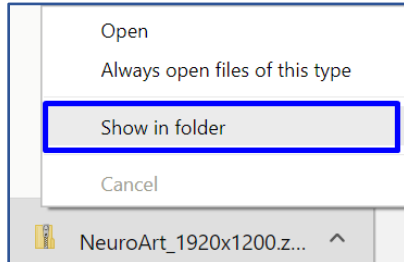 Open
Always open files of this type
Show in folder
Cancel
NeuroArt_1920x1200.z...